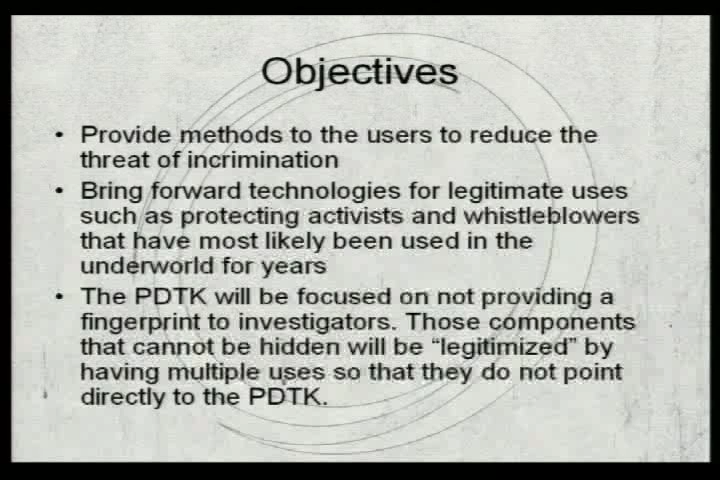 Objectives
• Provide methods to the users to reduce the
threat of incrimination
• Bring forward technologies for legitimate uses
such as protecting activists and whistleblowers
that have most likely been used in the
underworld for years
• The PDTK will be focused on not providing a
fingerprint to investigators. Those components
that cannot be hidden will be “legitimized” by
having multiple uses so that they do not point
directly to the PDTK.